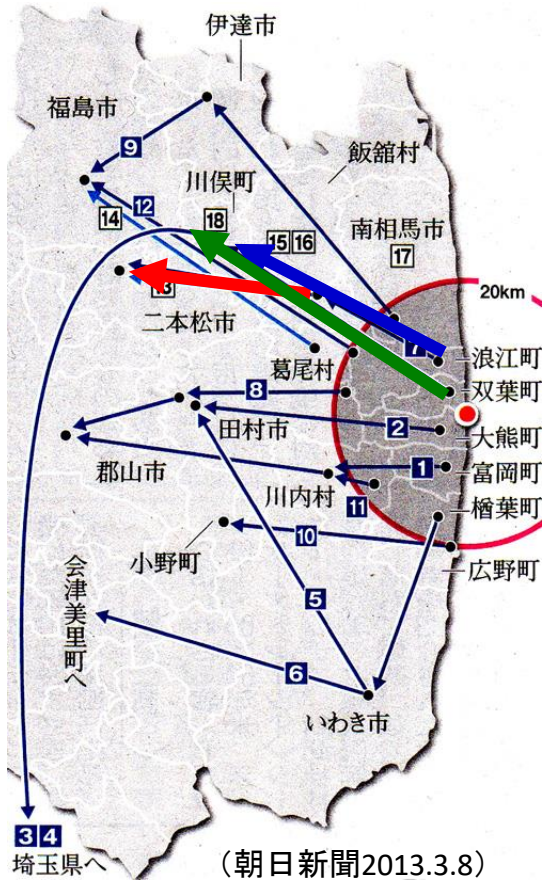 伊達市
福島市
9
飯舘村
川俣町
14
12
18
15 16
南相馬市
17
20km
13
二本松市
7
浪江町
葛尾村
双葉町
8
田村市
2
大熊町
郡山市
1
富岡町
川内村
11
楢葉町
小野町
10
広野町
会津美里町へ
5
6
いわき市
3 4
埼玉県へ
（朝日新聞2013.3.8）